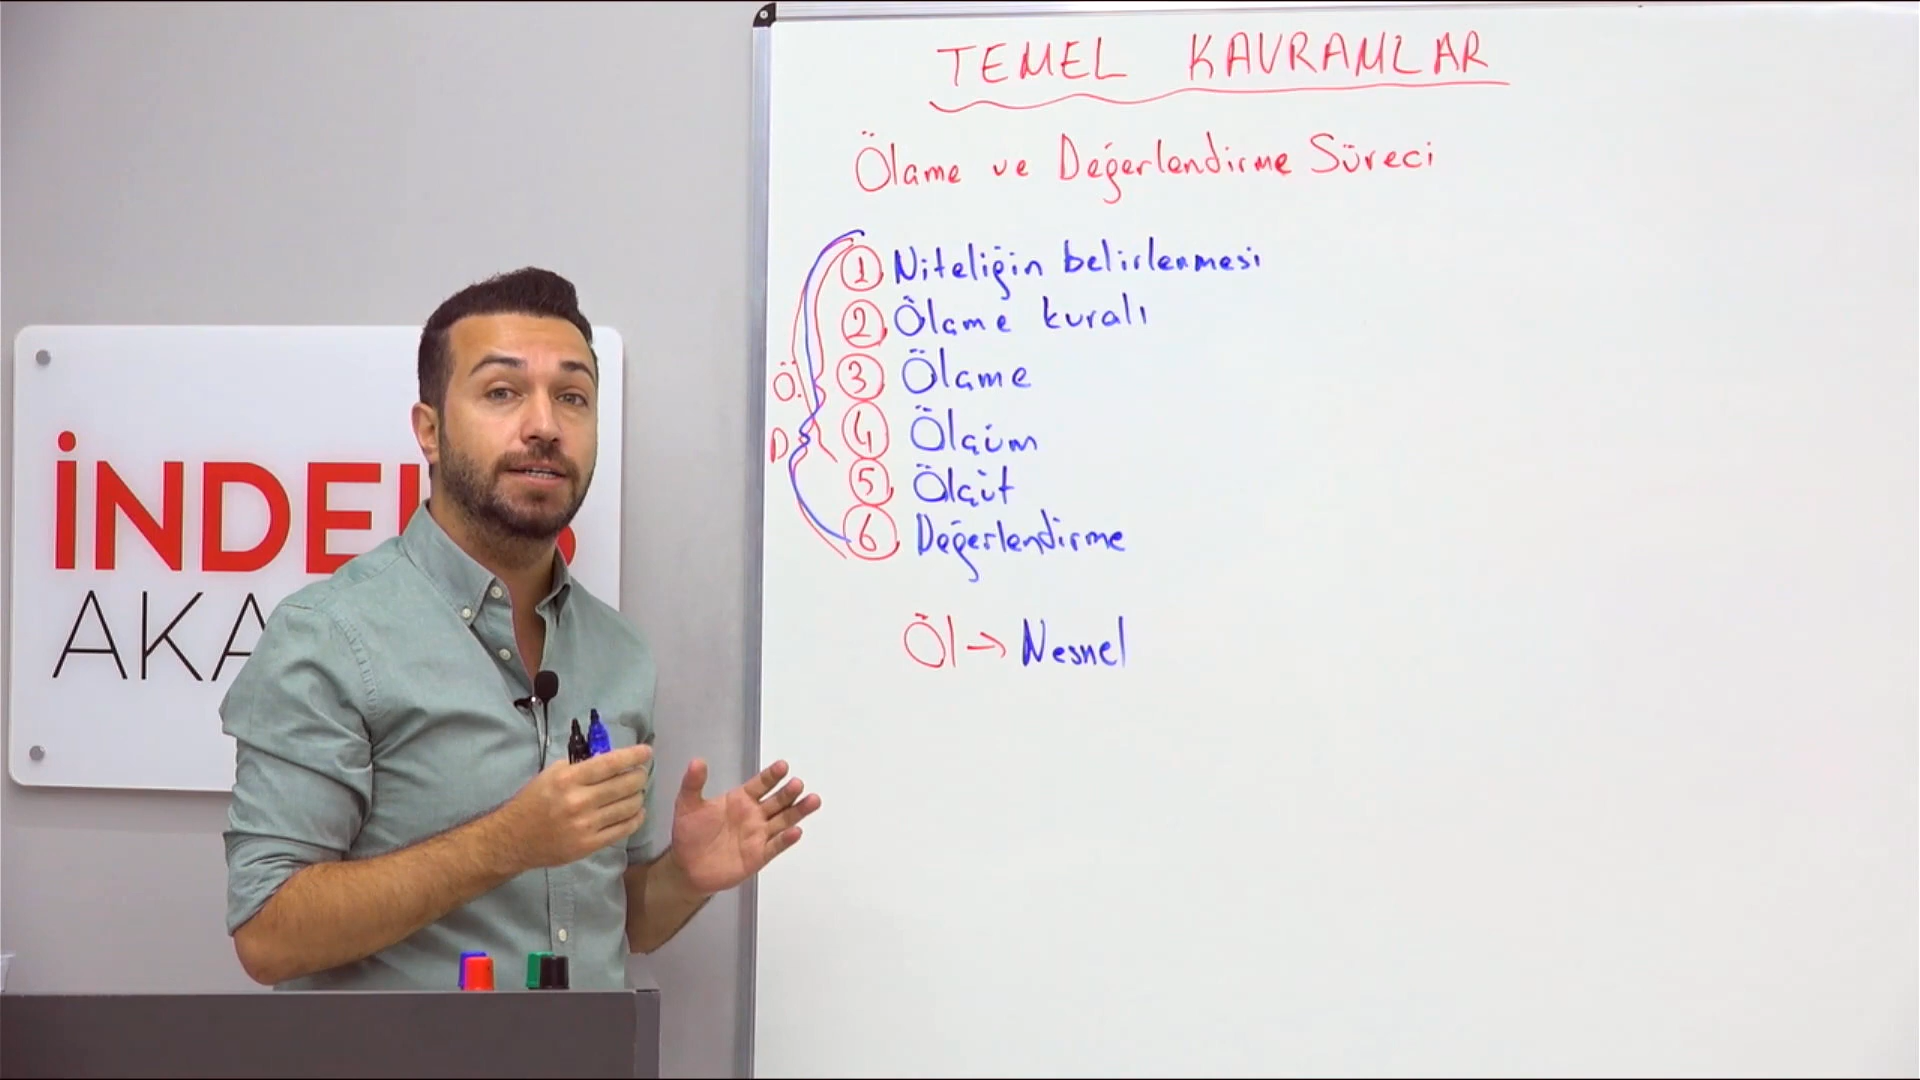 TEMEL KAVRAMLAR
Ölçme ve Değerlendirme Süreci
1 Niteliğin belirlenmesi
2 Ölçme kuralı
Ö. 3 Ölçme
D 4 Ölçüm
5 Ölçüt
6 Değerlendirme
Öl → Nesnel
İNDE
AKA